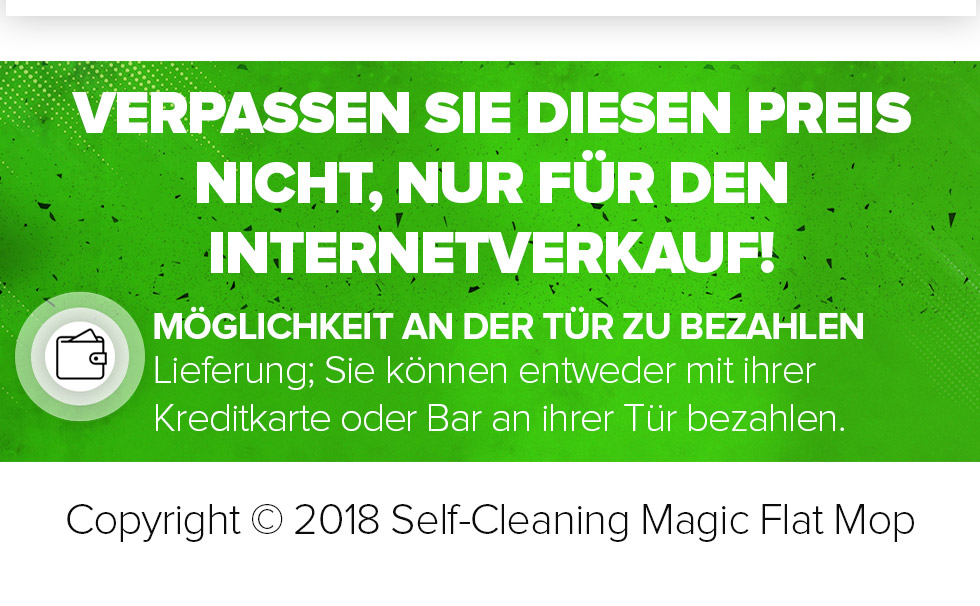 VERPASSEN SIE DIESEN PREIS
NICHT, NUR FÜR DEN
INTERNETVERKAUF!
MÖGLICHKEIT AN DER TÜR ZU BEZAHLEN
Lieferung; Sie können entweder mit ihrer
Kreditkarte oder Bar an ihrer Tür bezahlen.
Copyright © 2018 Self-Cleaning Magic Flat Mop